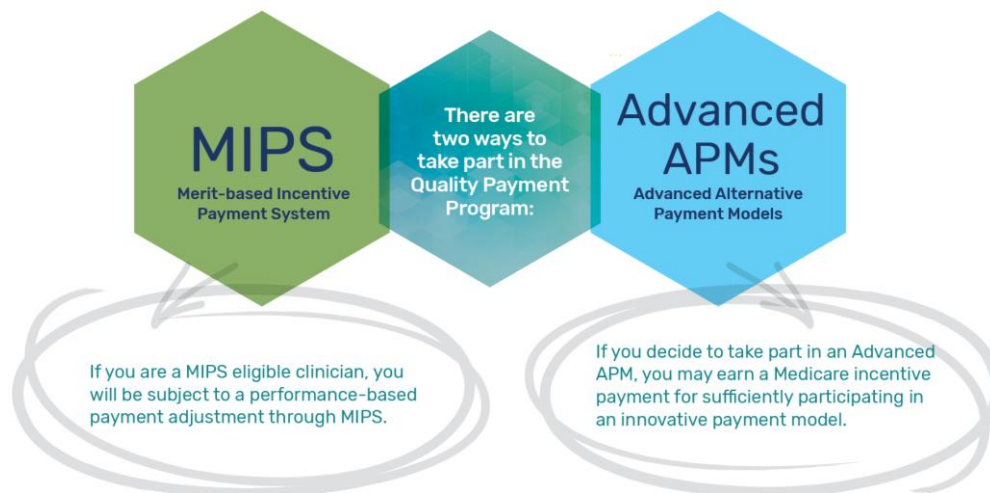 MIPS
Merit-based Incentive
Payment System
There are
two ways to
take part in the
Quality Payment
Program:
Advanced
APMs
Advanced Alternative
Payment Models
If you are a MIPS eligible clinician, you
will be subject to a performance-based
payment adjustment through MIPS.
If you decide to take part in an Advanced
APM, you may earn a Medicare incentive
payment for sufficiently participating in
an innovative payment model.